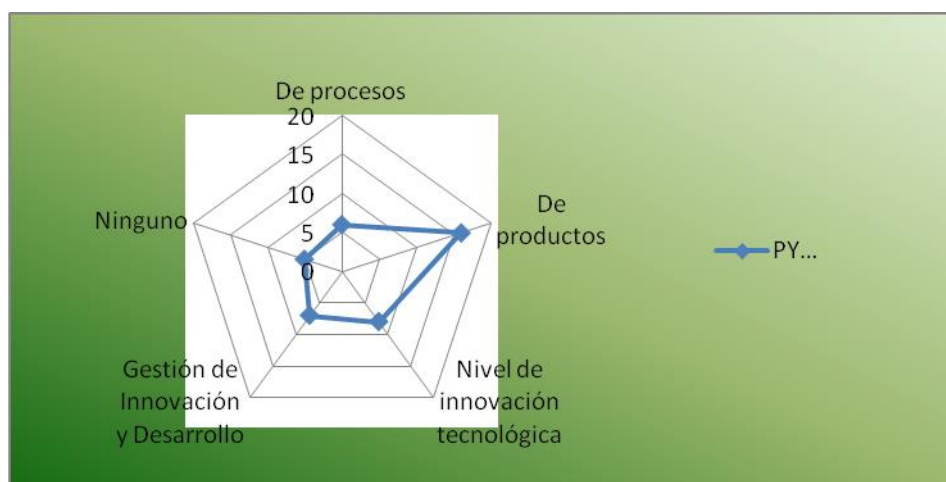 De procesos
20
15
10
5
0
De
productos
Nivel de
innovación
tecnológica
Gestión de
Innovación
y Desarrollo
Ninguno
PY...